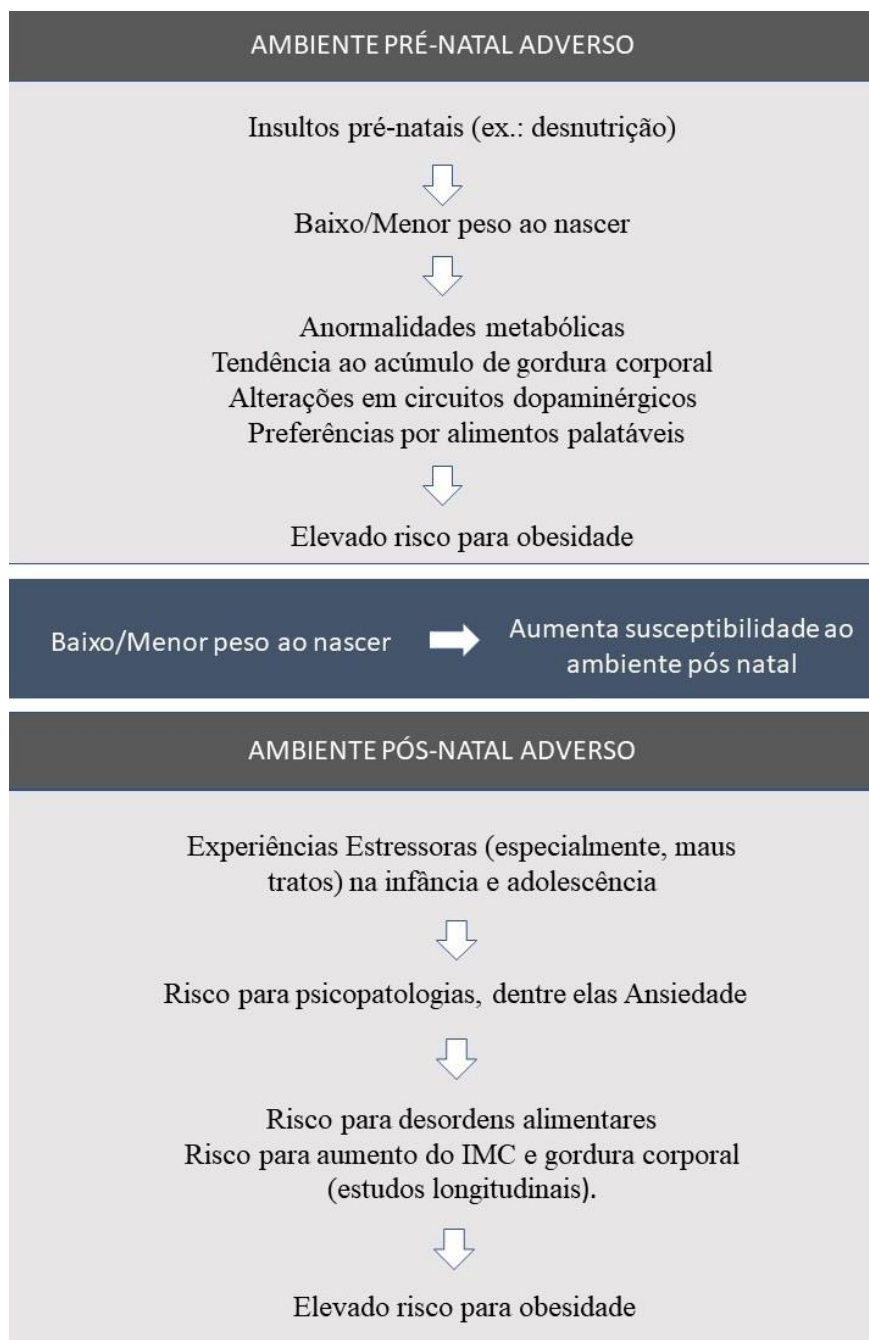 AMBIENTE PRÉ-NATAL ADVERSO
Insultos pré-natais (ex.: desnutrição)
Baixo/Menor peso ao nascer
Anormalidades metabólicas
Tendência ao acúmulo de gordura corporal
Alterações em circuitos dopaminérgicos
Preferências por alimentos palatáveis
Elevado risco para obesidade
Baixo/Menor peso ao nascer
Aumenta susceptibilidade ao
ambiente pós natal
AMBIENTE PÓS-NATAL ADVERSO
Experiências Estressoras (especialmente, maus
tratos) na infância e adolescência
Risco para psicopatologias, dentre elas Ansiedade
Risco para desordens alimentares
Risco para aumento do IMC e gordura corporal
(estudos longitudinais).
Elevado risco para obesidade